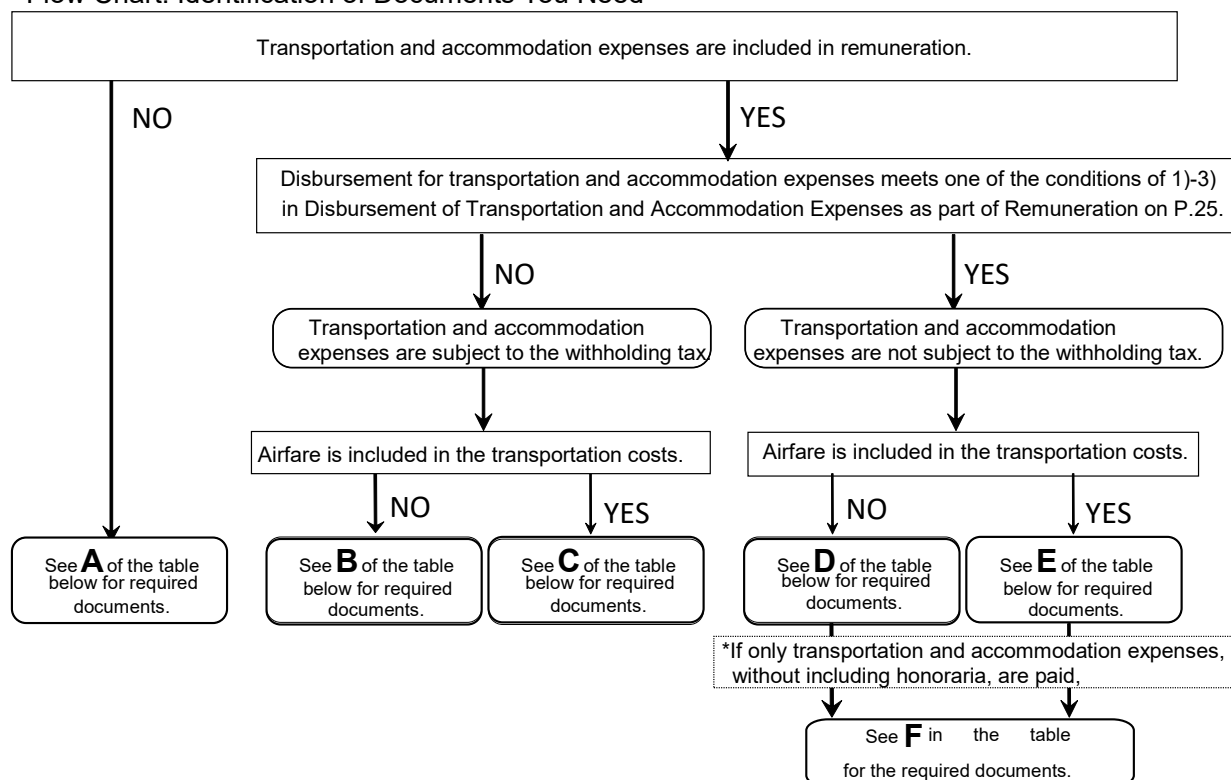 Flow Chart: Identification of Documents You Need
Transportation and accommodation expenses are included in remuneration.
NO
YES
Disbursement for transportation and accommodation expenses meets one of the conditions of 1)-3)
in Disbursement of Transportation and Accommodation Expenses as part of Remuneration on P.25.
NO
YES
Transportation and accommodation
expenses are subject to the withholding tax.
Transportation and accommodation
expenses are not subject to the withholding tax.
Airfare is included in the transportation costs.
Airfare is included in the transportation costs.
NO
YES
NO
YES
See A of the table
below for required
documents.
See B of the table
below for required
documents.
See C of the table
below for required
documents.
See D of the table
below for required
documents.
See E of the table
below for required
documents.
*If only transportation and accommodation expenses,
without including honoraria, are paid,
See F in the table
for the required documents.